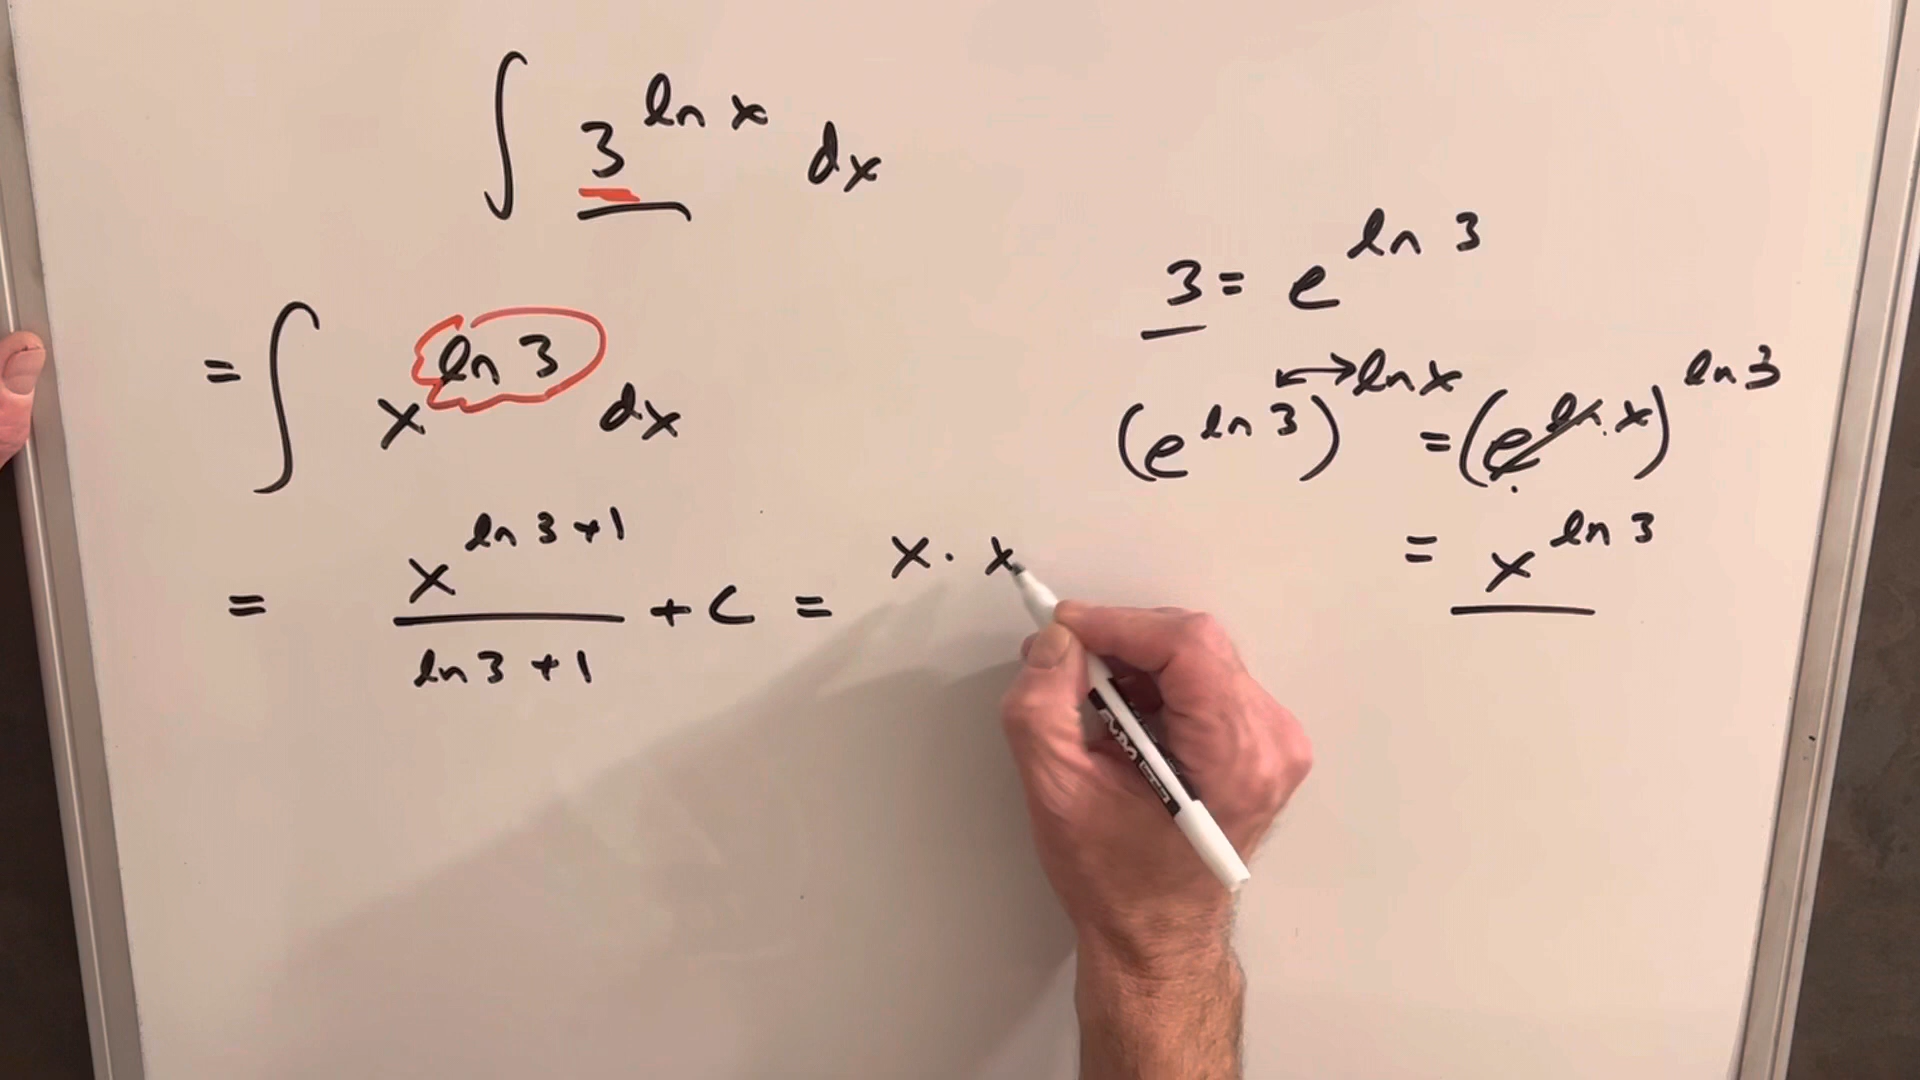 ∫ 3^(ln x) dx
= ∫ x^(ln 3) dx
= x^(ln 3 + 1) / (ln 3 + 1) + C = x · x
3 = e^(ln 3)
(e^(ln 3))^(ln x) = (e^(ln x))^(ln 3)
= x^(ln 3)
EXPO